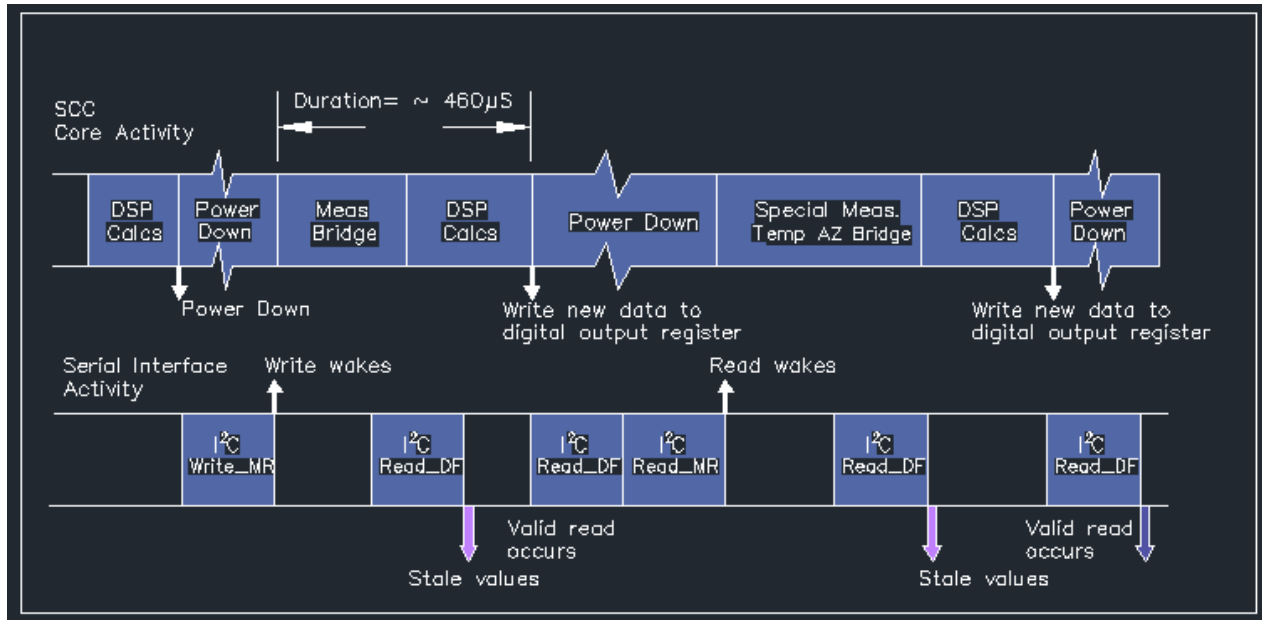 SCC
Core Activity
Duration= ~ 460µS
DSP
Calcs
Power
Down
Meas
Bridge
DSP
Calcs
Power Down
Special Meas.
Temp AZ Bridge
DSP
Calcs
Power
Down
Power Down
Write new data to
digital output register
Write new data to
digital output register
Serial Interface
Activity
Write wakes
Read wakes
I²C
Write_MR
I²C
Read_DF
I²C
Read_DF
I²C
Read_MR
I²C
Read_DF
I²C
Read_DF
Stale values
Valid read
occurs
Stale values
Valid read
occurs